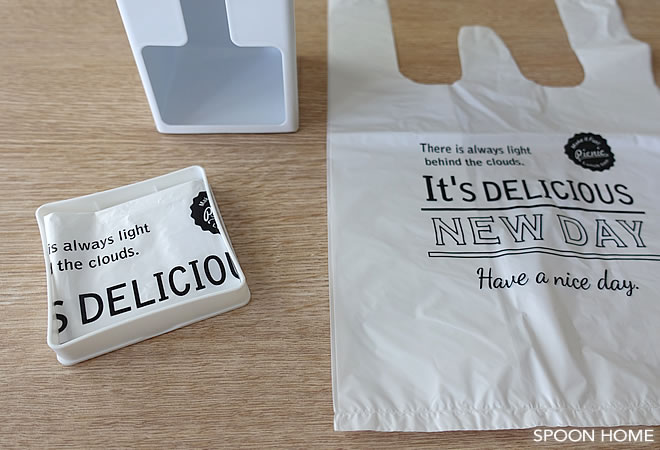 There is always light
behind the clouds.
Picnic
It's DELICIOUS
NEW DAY
Have a nice day.
is always light
the clouds.
s DELICIOU
SPOON HOME